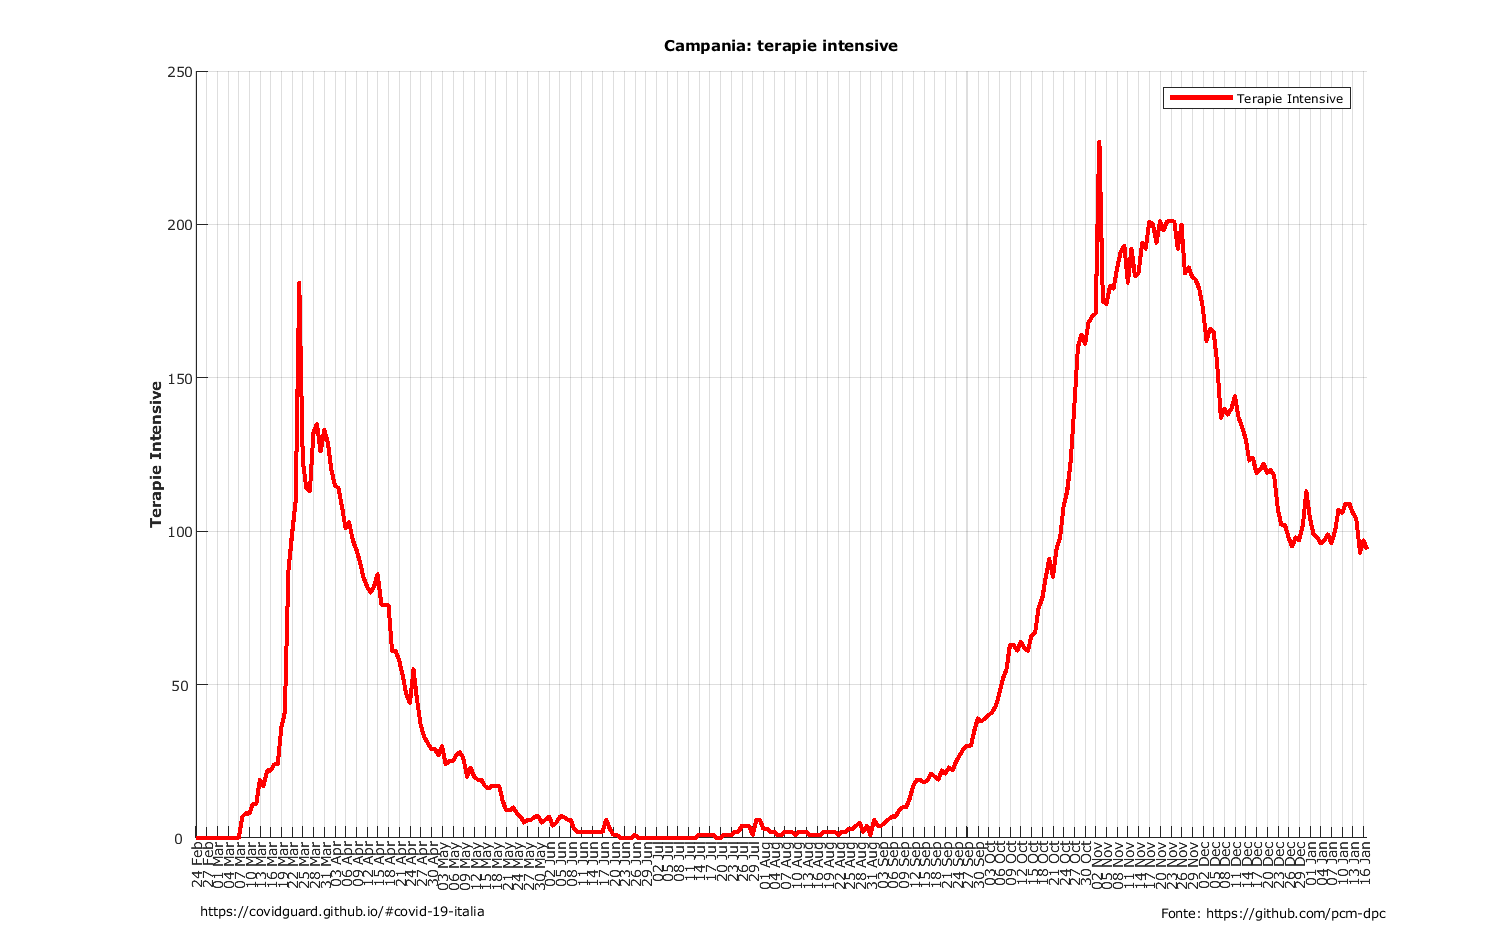 Campania: terapie intensive
Terapie Intensive
Terapie Intensive
250
200
150
100
50
0
24 Feb
27 Feb
01 Mar
04 Mar
07 Mar
10 Mar
13 Mar
16 Mar
19 Mar
22 Mar
25 Mar
28 Mar
31 Mar
03 Apr
06 Apr
09 Apr
12 Apr
15 Apr
18 Apr
21 Apr
24 Apr
27 Apr
30 Apr
03 May
06 May
09 May
12 May
15 May
18 May
21 May
24 May
27 May
30 May
02 Jun
05 Jun
08 Jun
11 Jun
14 Jun
17 Jun
20 Jun
23 Jun
26 Jun
29 Jun
02 Jul
05 Jul
08 Jul
11 Jul
14 Jul
17 Jul
20 Jul
23 Jul
26 Jul
29 Jul
01 Aug
04 Aug
07 Aug
10 Aug
13 Aug
16 Aug
19 Aug
22 Aug
25 Aug
28 Aug
31 Aug
03 Sep
06 Sep
09 Sep
12 Sep
15 Sep
18 Sep
21 Sep
24 Sep
27 Sep
30 Sep
03 Oct
06 Oct
09 Oct
12 Oct
15 Oct
18 Oct
21 Oct
24 Oct
27 Oct
30 Oct
02 Nov
05 Nov
08 Nov
11 Nov
14 Nov
17 Nov
20 Nov
23 Nov
26 Nov
29 Nov
02 Dec
05 Dec
08 Dec
11 Dec
14 Dec
17 Dec
20 Dec
23 Dec
26 Dec
29 Dec
01 Jan
04 Jan
07 Jan
10 Jan
13 Jan
16 Jan
https://covidguard.github.io/#covid-19-italia
Fonte: https://github.com/pcm-dpc